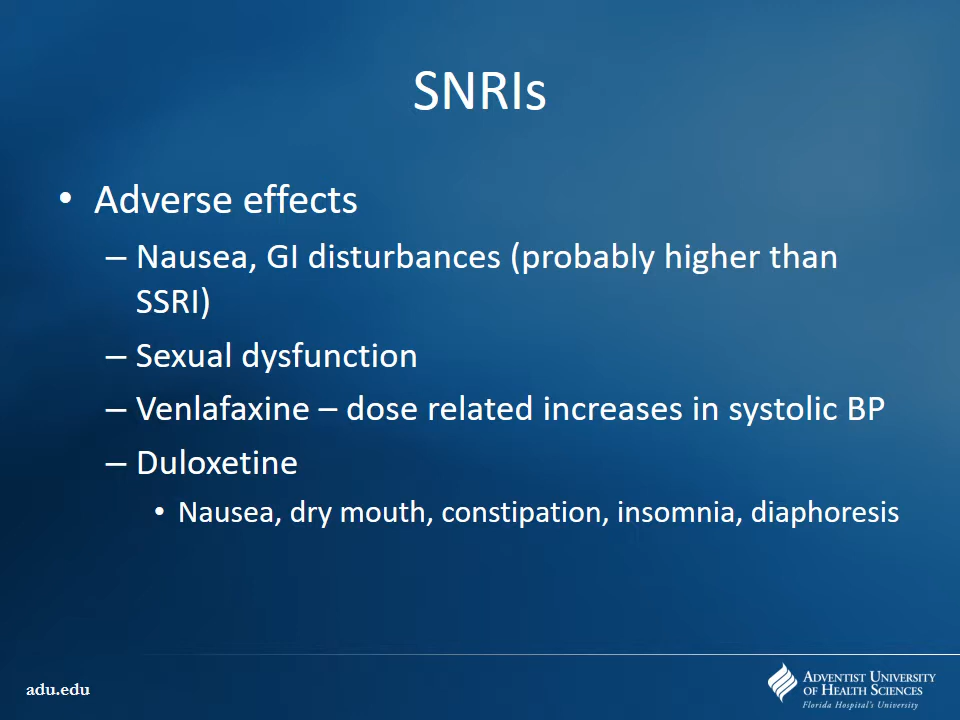 SNRIs
• Adverse effects
– Nausea, GI disturbances (probably higher than
SSRI)
– Sexual dysfunction
– Venlafaxine – dose related increases in systolic BP
– Duloxetine
• Nausea, dry mouth, constipation, insomnia, diaphoresis
adu.edu
ADVENTIST UNIVERSITY
OF HEALTH SCIENCES
Florida Hospital's University